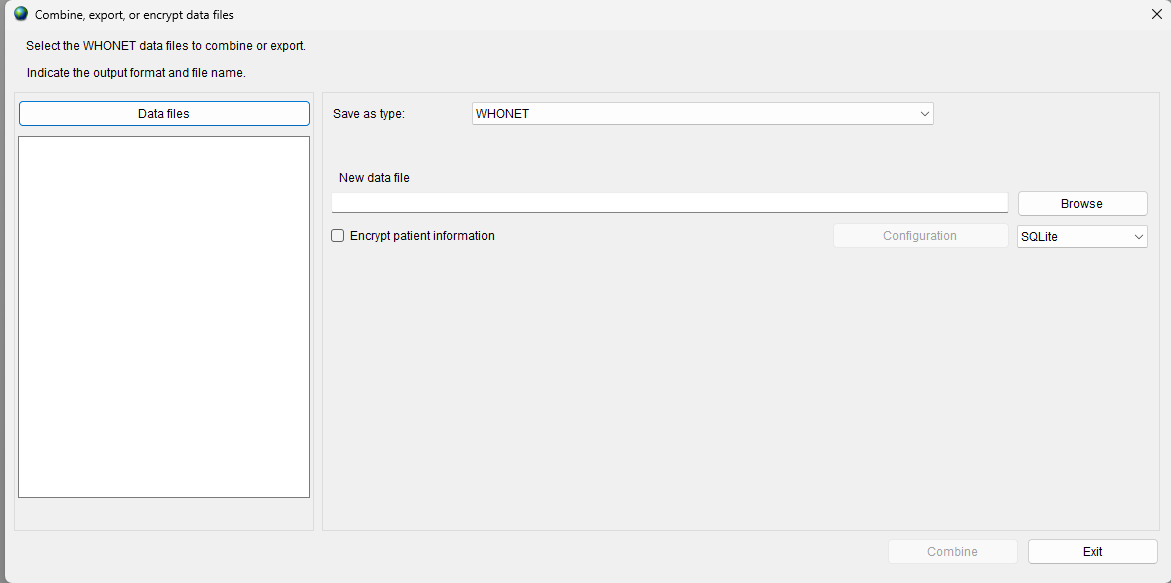 Combine, export, or encrypt data files
Select the WHONET data files to combine or export.
Indicate the output format and file name.
Data files
Save as type:
WHONET
New data file
Browse
Encrypt patient information
Configuration
SQLite
Combine
Exit